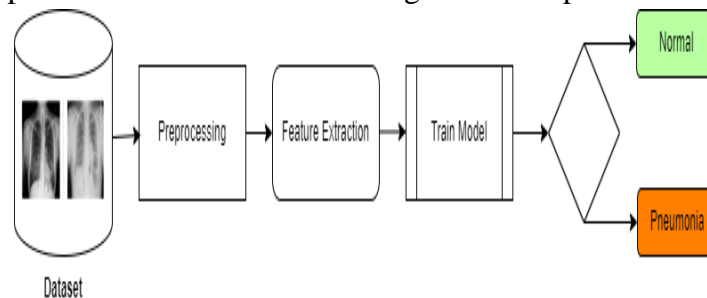 Normal
Preprocessing
Feature Extraction
Train Model
Pneumonia
Dataset